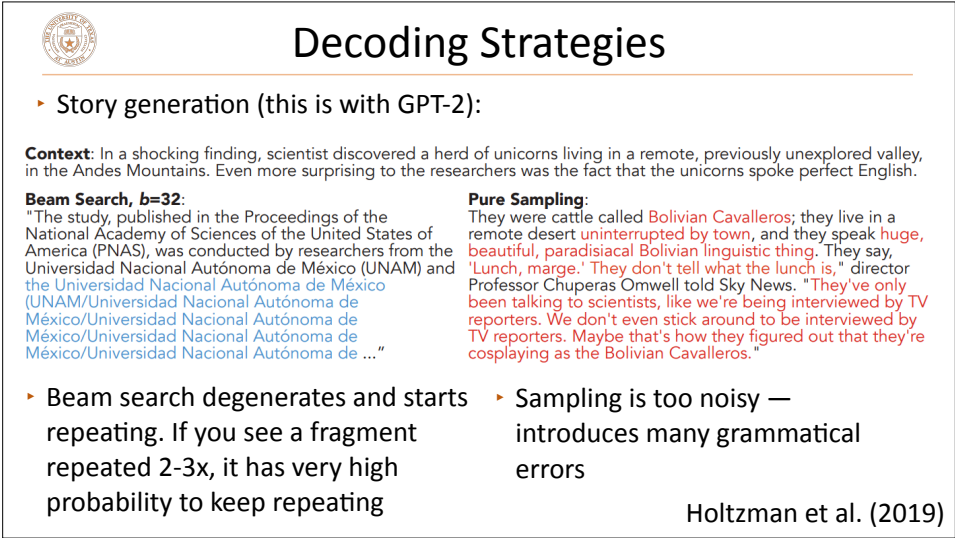 THE UNIVERSITY OF TEXAS
AT AUSTIN
Decoding Strategies
‣ Story generation (this is with GPT-2):
Context: In a shocking finding, scientist discovered a herd of unicorns living in a remote, previously unexplored valley,
in the Andes Mountains. Even more surprising to the researchers was the fact that the unicorns spoke perfect English.
Beam Search, b=32:
"The study, published in the Proceedings of the
National Academy of Sciences of the United States of
America (PNAS), was conducted by researchers from the
Universidad Nacional Autónoma de México (UNAM) and
the Universidad Nacional Autónoma de México
(UNAM/Universidad Nacional Autónoma de
México/Universidad Nacional Autónoma de
México/Universidad Nacional Autónoma de
México/Universidad Nacional Autónoma de ..."
Pure Sampling:
They were cattle called Bolivian Cavalleros; they live in a
remote desert uninterrupted by town, and they speak huge,
beautiful, paradisiacal Bolivian linguistic thing. They say,
'Lunch, marge.' They don't tell what the lunch is," director
Professor Chuperas Omwell told Sky News. "They've only
been talking to scientists, like we're being interviewed by TV
reporters. We don't even stick around to be interviewed by
TV reporters. Maybe that's how they figured out that they're
cosplaying as the Bolivian Cavalleros."
‣ Beam search degenerates and starts
repeating. If you see a fragment
repeated 2-3x, it has very high
probability to keep repeating
‣ Sampling is too noisy —
introduces many grammatical
errors
Holtzman et al. (2019)